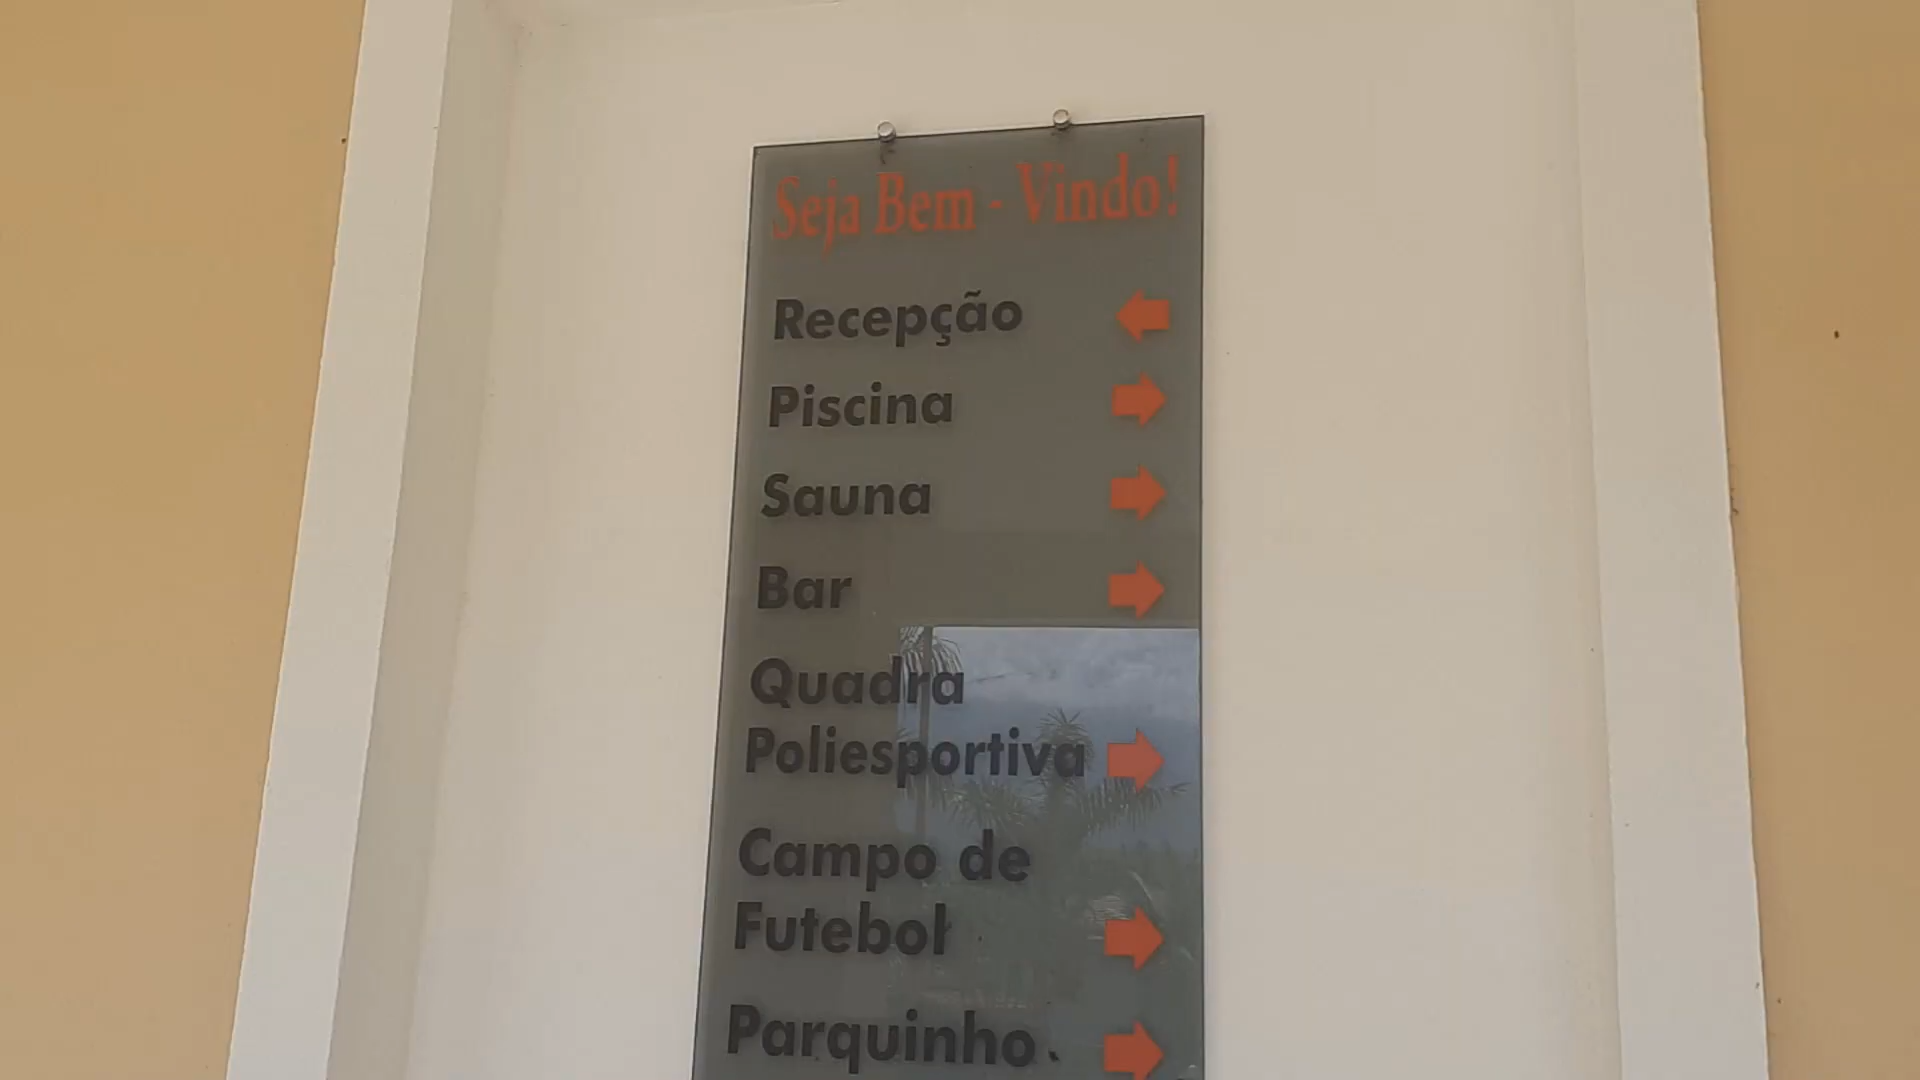 Seja Bem - Vindo!
Recepção
Piscina
Sauna
Bar
Quadra
Poliesportiva
Campo de
Futebol
Parquinho